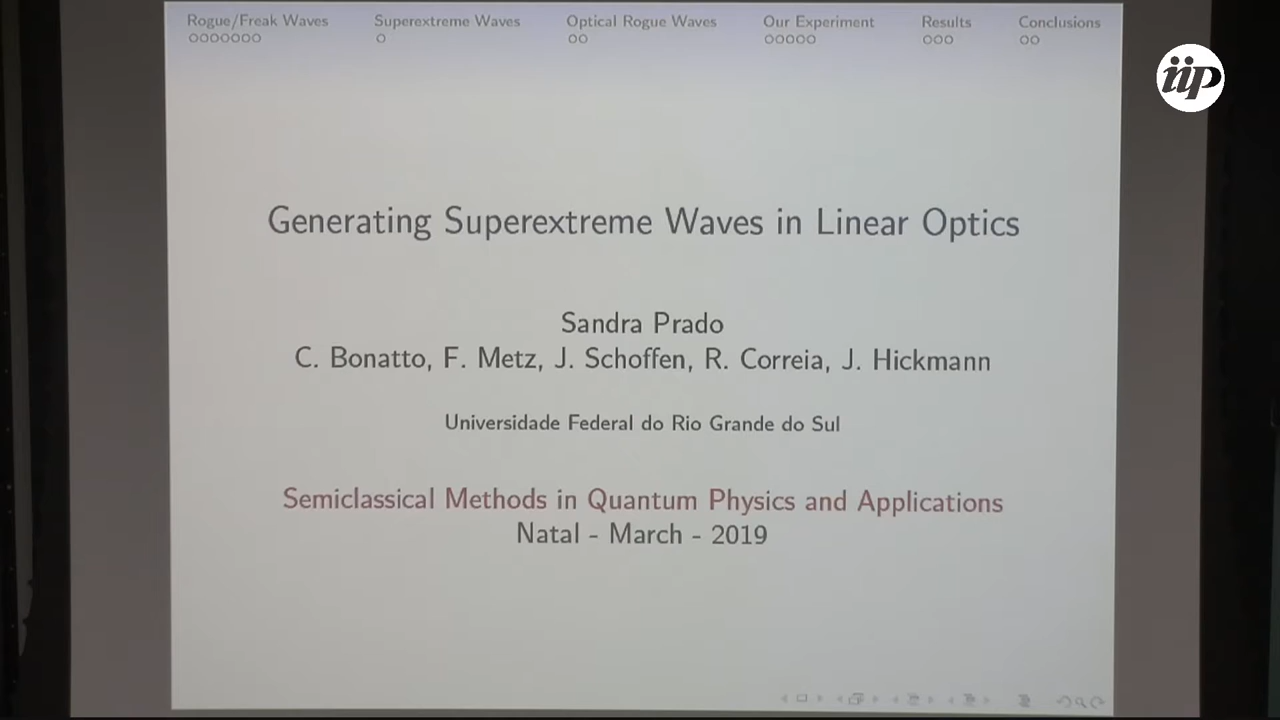 Rogue/Freak Waves Superextreme Waves Optical Rogue Waves Our Experiment Results Conclusions
iip
Generating Superextreme Waves in Linear Optics
Sandra Prado
C. Bonatto, F. Metz, J. Schoffen, R. Correia, J. Hickmann
Universidade Federal do Rio Grande do Sul
Semiclassical Methods in Quantum Physics and Applications
Natal - March - 2019